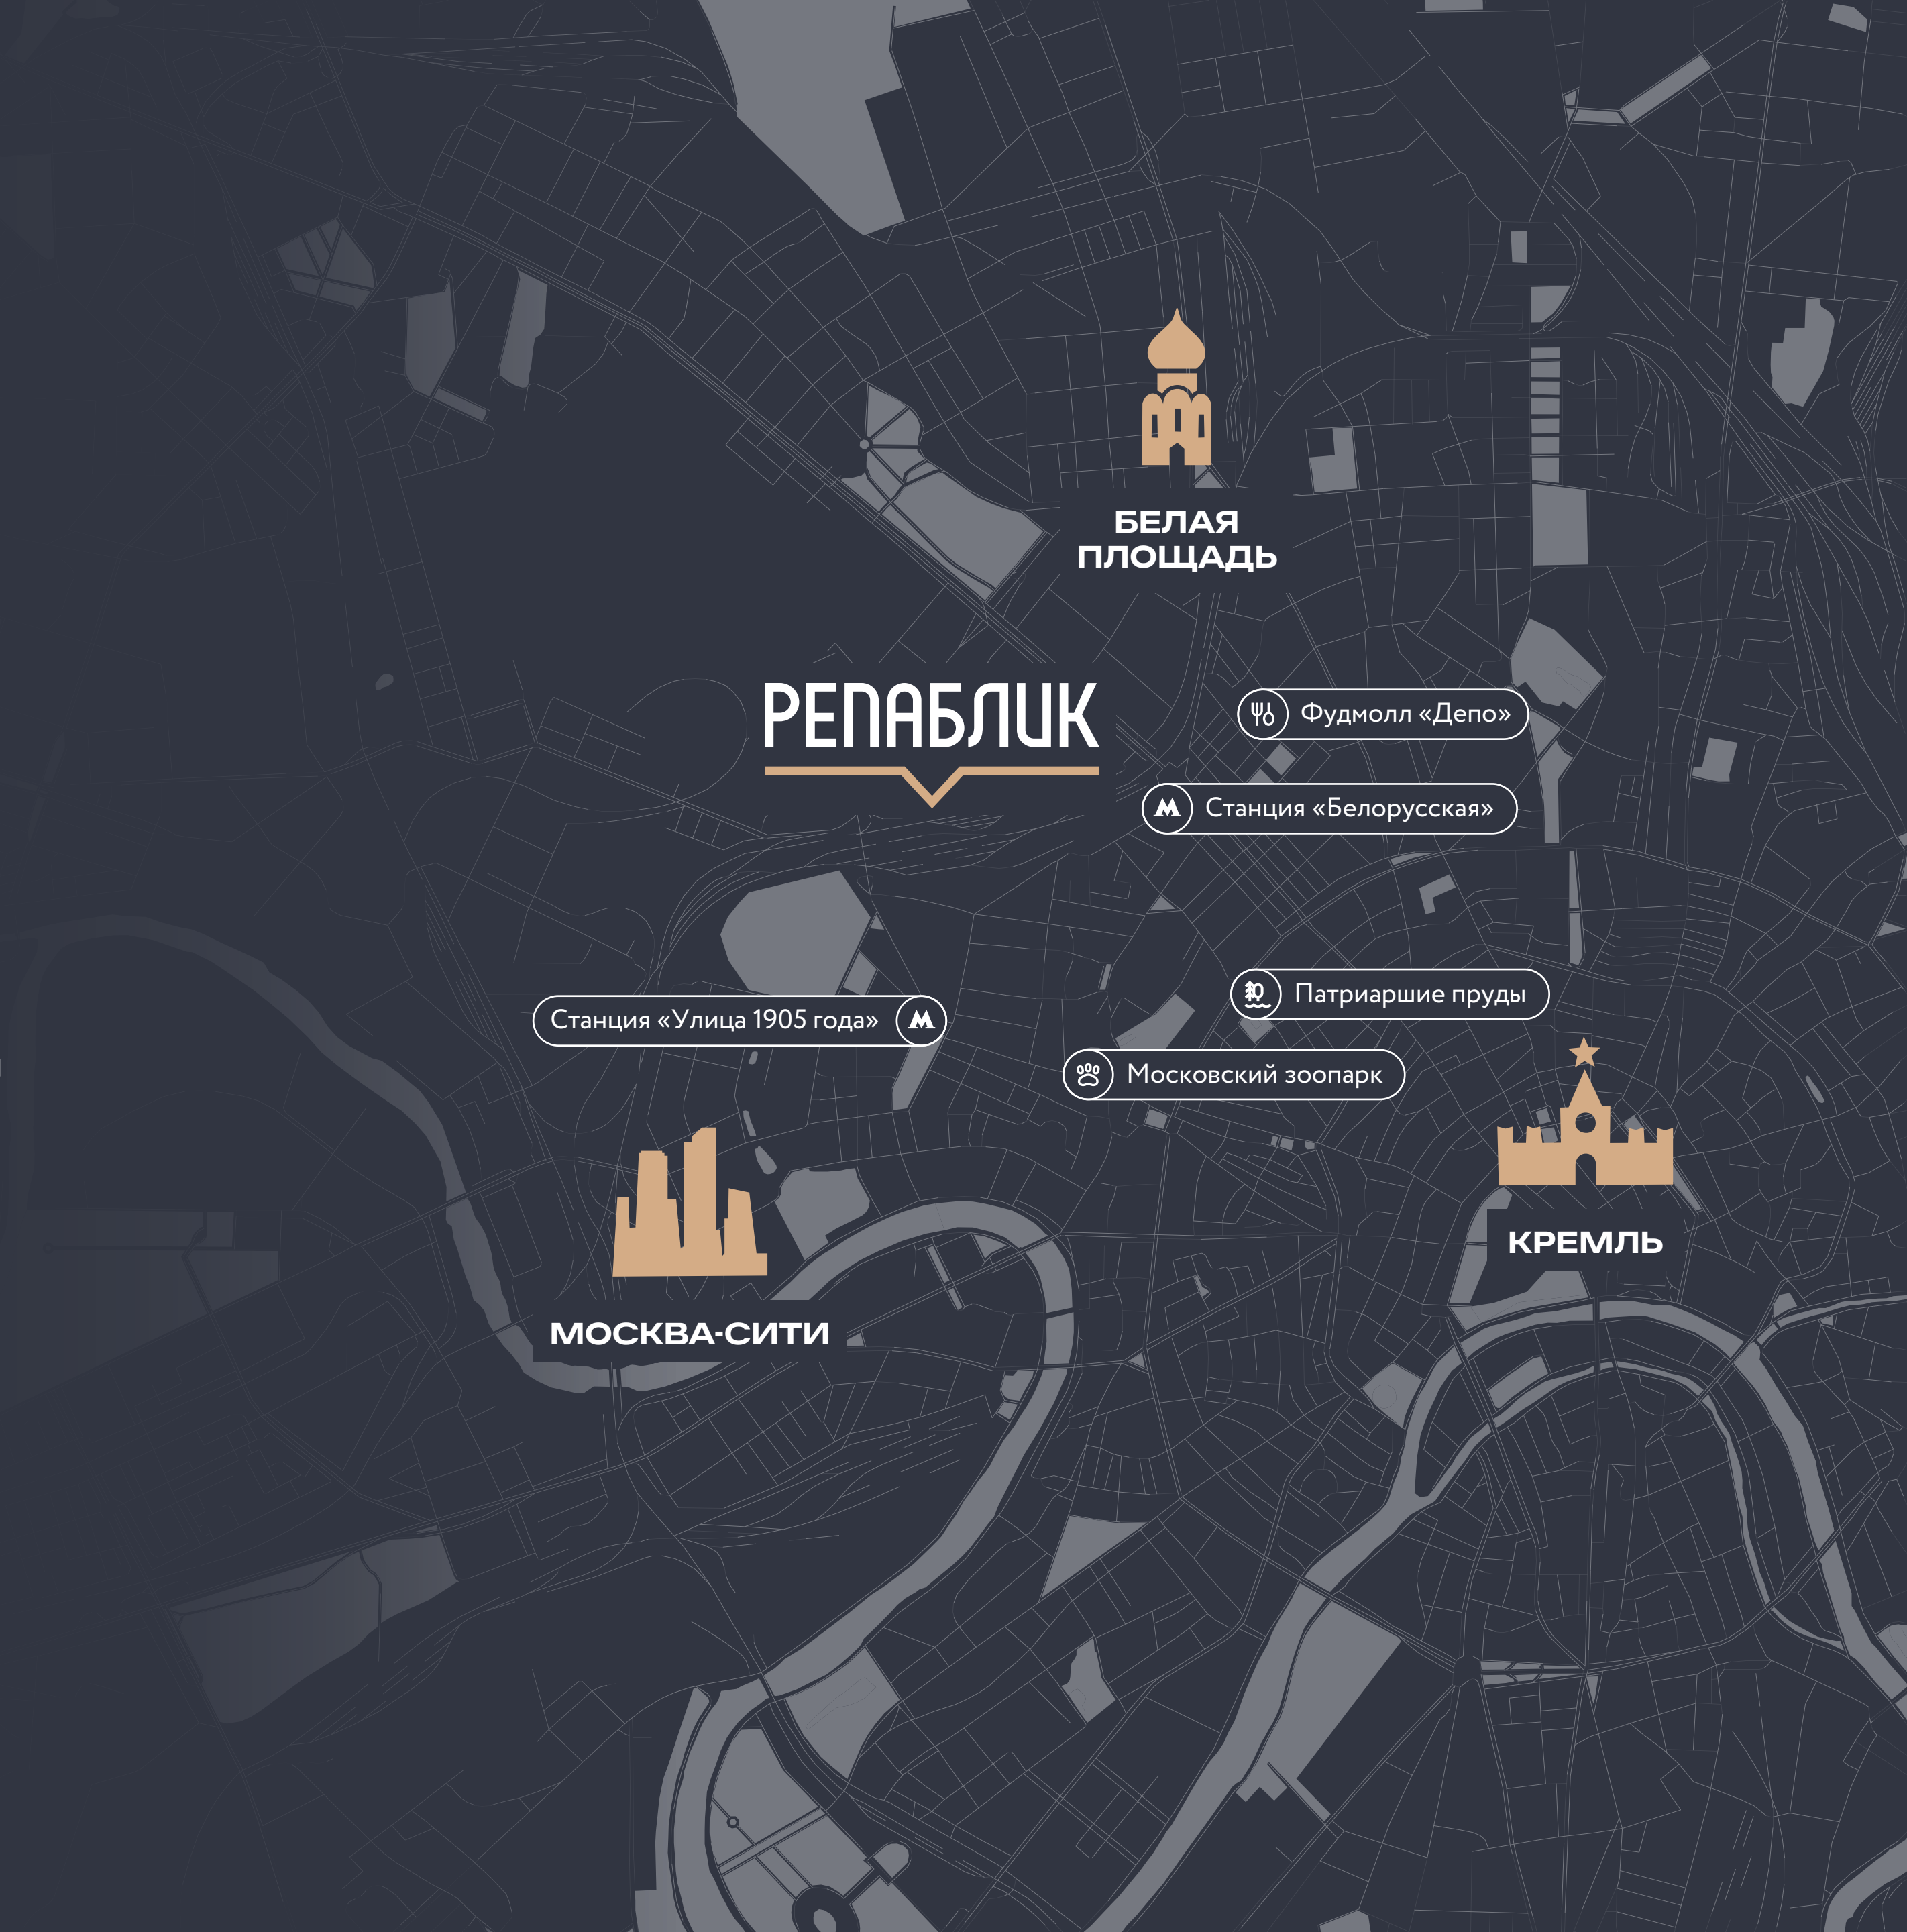 БЕЛАЯ
ПЛОЩАДЬ
РЕПАБЛИК
Фудмолл «Депо»
Станция «Белорусская»
Патриаршие пруды
Станция «Улица 1905 года»
Московский зоопарк
КРЕМЛЬ
МОСКВА-СИТИ